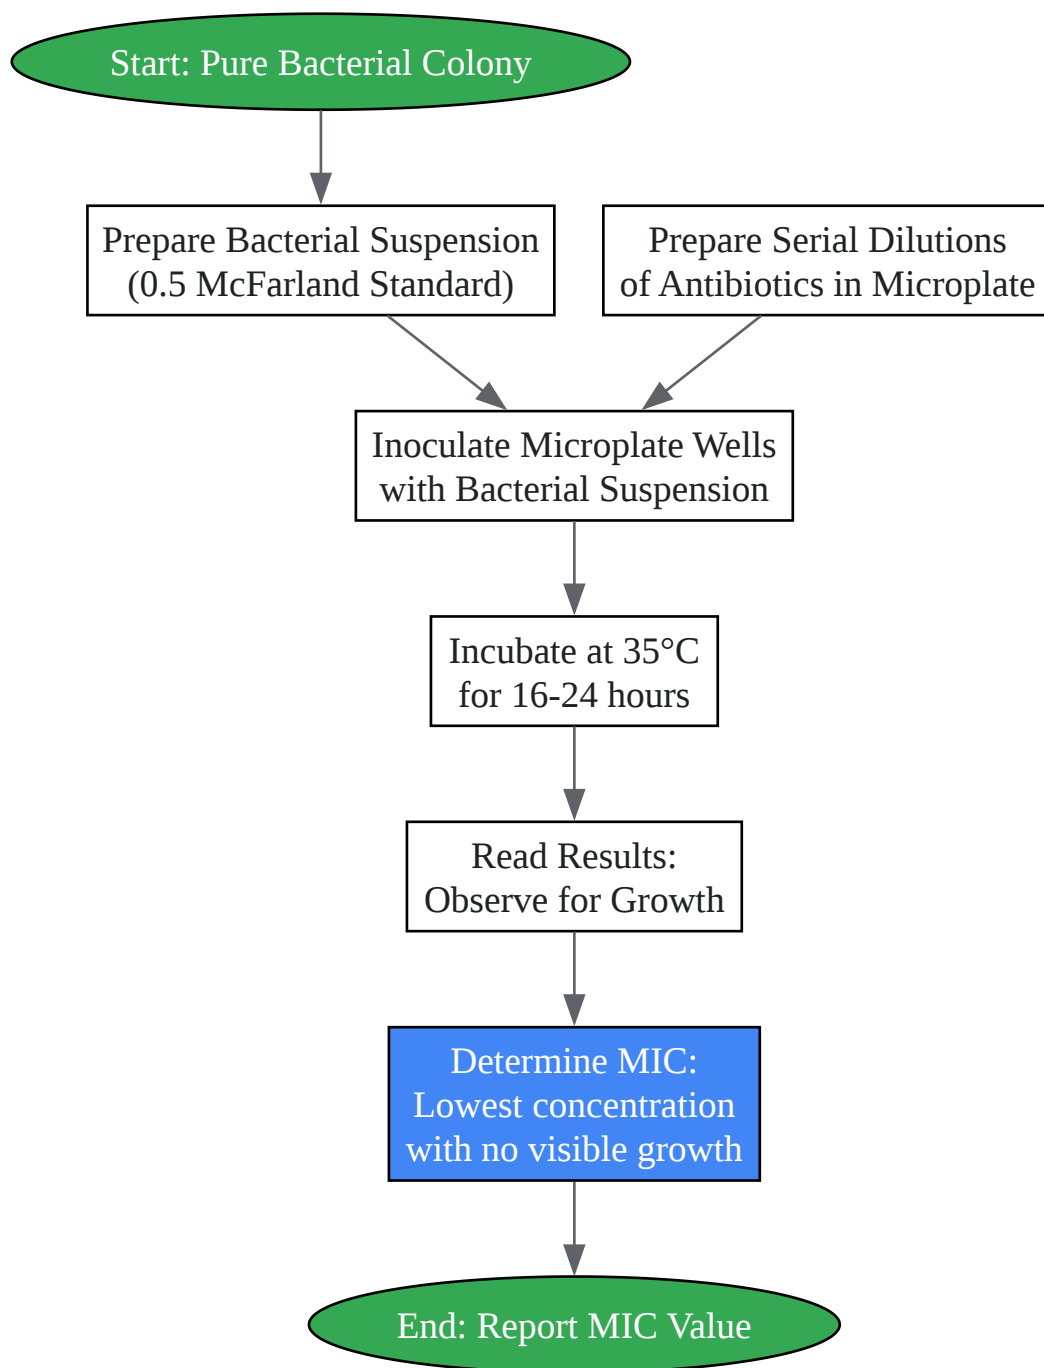 Start: Pure Bacterial Colony
Prepare Bacterial Suspension
(0.5 McFarland Standard)
Prepare Serial Dilutions
of Antibiotics in Microplate
Inoculate Microplate Wells
with Bacterial Suspension
Incubate at 35°C
for 16-24 hours
Read Results:
Observe for Growth
Determine MIC:
Lowest concentration
with no visible growth
End: Report MIC Value